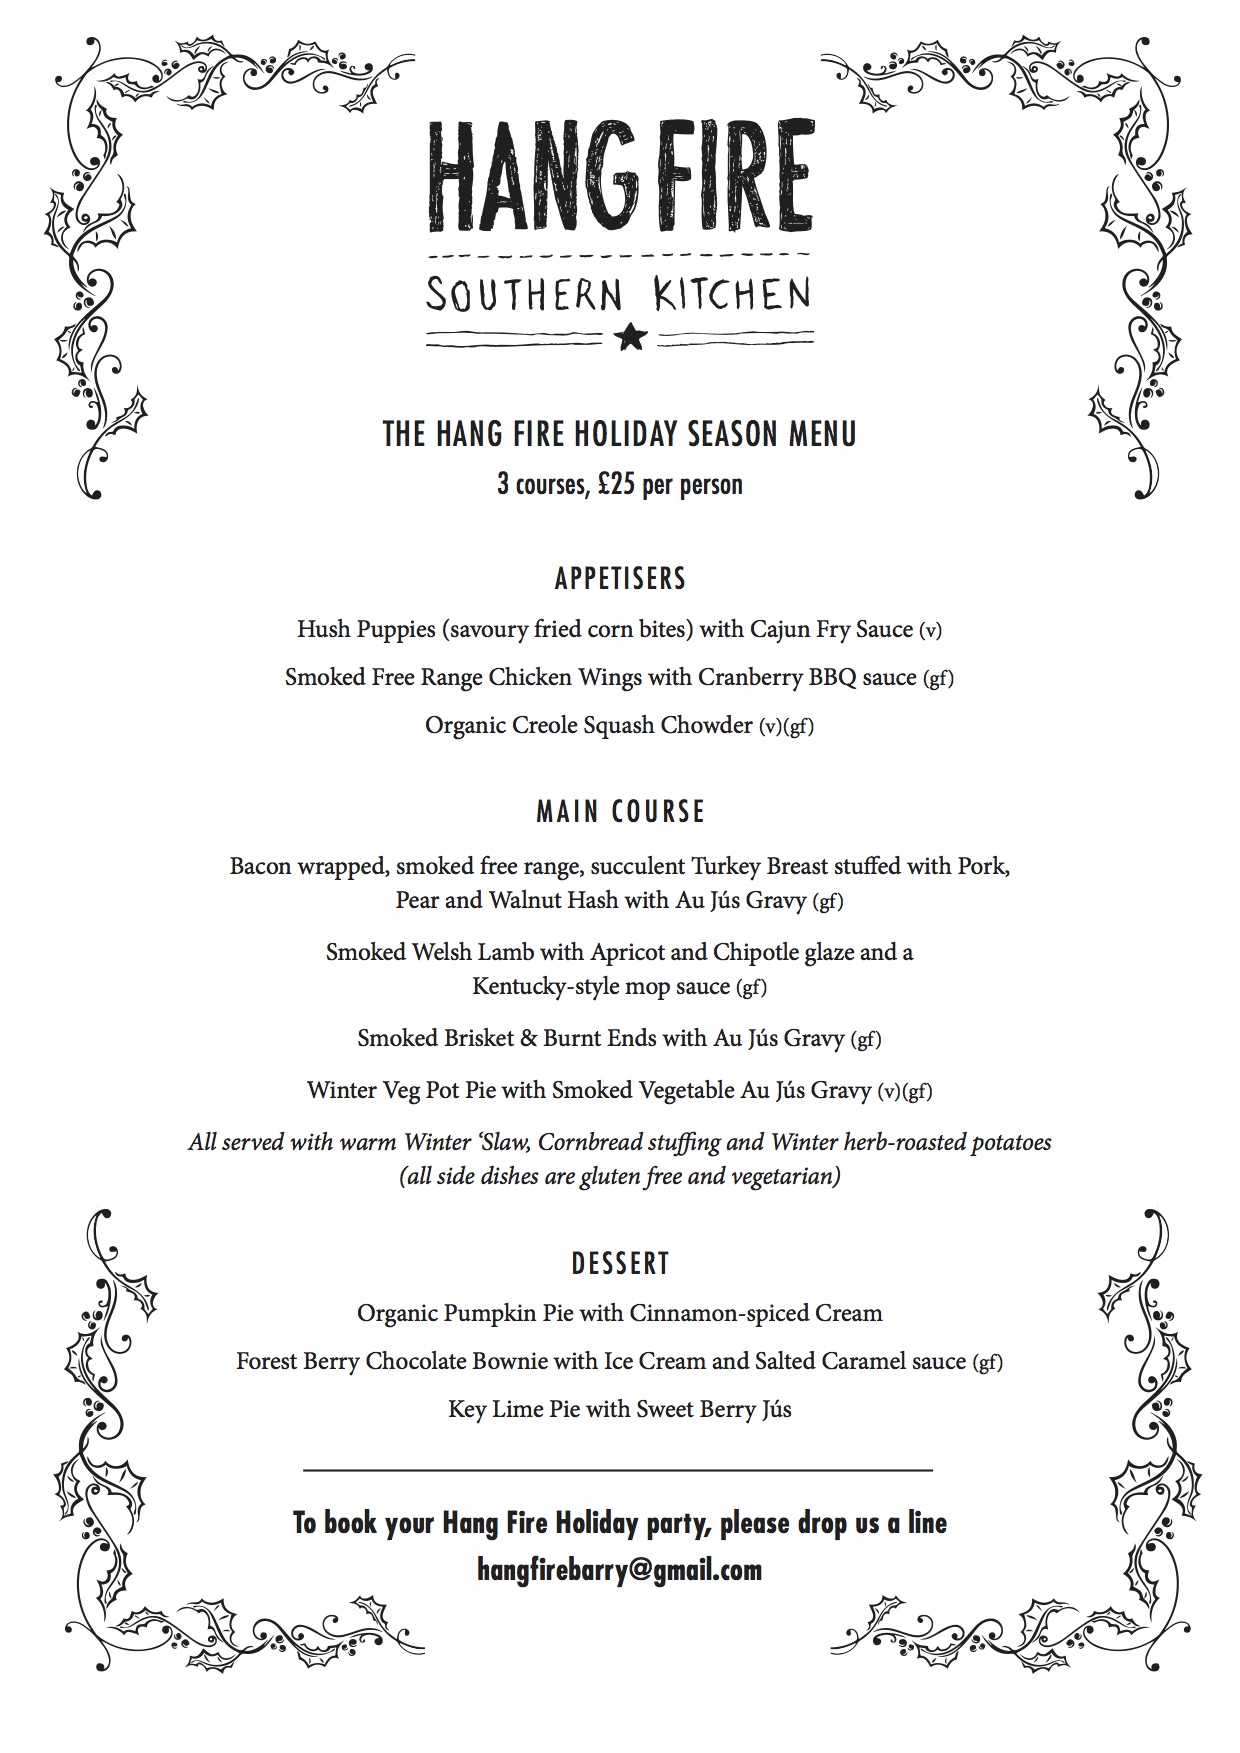 HANG FIRE
SOUTHERN KITCHEN
THE HANG FIRE HOLIDAY SEASON MENU
3 courses, £25 per person
APPETISERS
Hush Puppies (savoury fried corn bites) with Cajun Fry Sauce (v)
Smoked Free Range Chicken Wings with Cranberry BBQ sauce (gf)
Organic Creole Squash Chowder (v)(gf)
MAIN COURSE
Bacon wrapped, smoked free range, succulent Turkey Breast stuffed with Pork,
Pear and Walnut Hash with Au Jús Gravy (gf)
Smoked Welsh Lamb with Apricot and Chipotle glaze and a
Kentucky-style mop sauce (gf)
Smoked Brisket & Burnt Ends with Au Jús Gravy (gf)
Winter Veg Pot Pie with Smoked Vegetable Au Jús Gravy (v)(gf)
All served with warm Winter ‘Slaw, Cornbread stuffing and Winter herb-roasted potatoes
(all side dishes are gluten free and vegetarian)
DESSERT
Organic Pumpkin Pie with Cinnamon-spiced Cream
Forest Berry Chocolate Bownie with Ice Cream and Salted Caramel sauce (gf)
Key Lime Pie with Sweet Berry Jús
To book your Hang Fire Holiday party, please drop us a line
hangfirebarry@gmail.com